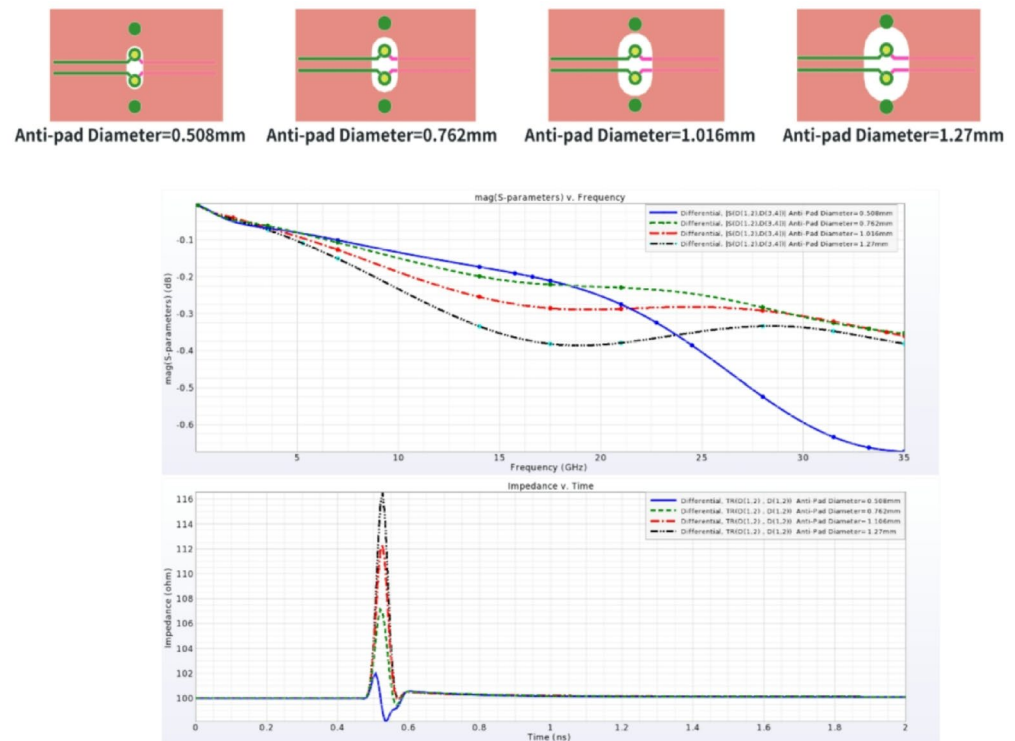 Anti-pad Diameter=0.508mm
Anti-pad Diameter=0.762mm
Anti-pad Diameter=1.016mm
Anti-pad Diameter=1.27mm
mag(S-parameters) v. Frequency
Differential, |S(D(1,2),D(3,4))| Anti-Pad Diameter=0.508mm
Differential, |S(D(1,2),D(3,4))| Anti-Pad Diameter=0.762mm
Differential, |S(D(1,2),D(3,4))| Anti-Pad Diameter=1.016mm
Differential, |S(D(1,2),D(3,4))| Anti-Pad Diameter=1.27mm
mag(S-parameters) (dB)
-0.1
-0.2
-0.3
-0.4
-0.5
-0.6
5 10 15 20 25 30 35
Frequency (GHz)
Impedance v. Time
Differential, TR(D(1,2) , D(1,2)) Anti-Pad Diameter=0.508mm
Differential, TR(D(1,2) , D(1,2)) Anti-Pad Diameter=0.762mm
Differential, TR(D(1,2) , D(1,2)) Anti-Pad Diameter=1.106mm
Differential, TR(D(1,2) , D(1,2)) Anti-Pad Diameter=1.27mm
Impedance (ohm)
116
114
112
110
108
106
104
102
100
0 0.2 0.4 0.6 0.8 1 1.2 1.4 1.6 1.8 2
Time (ns)